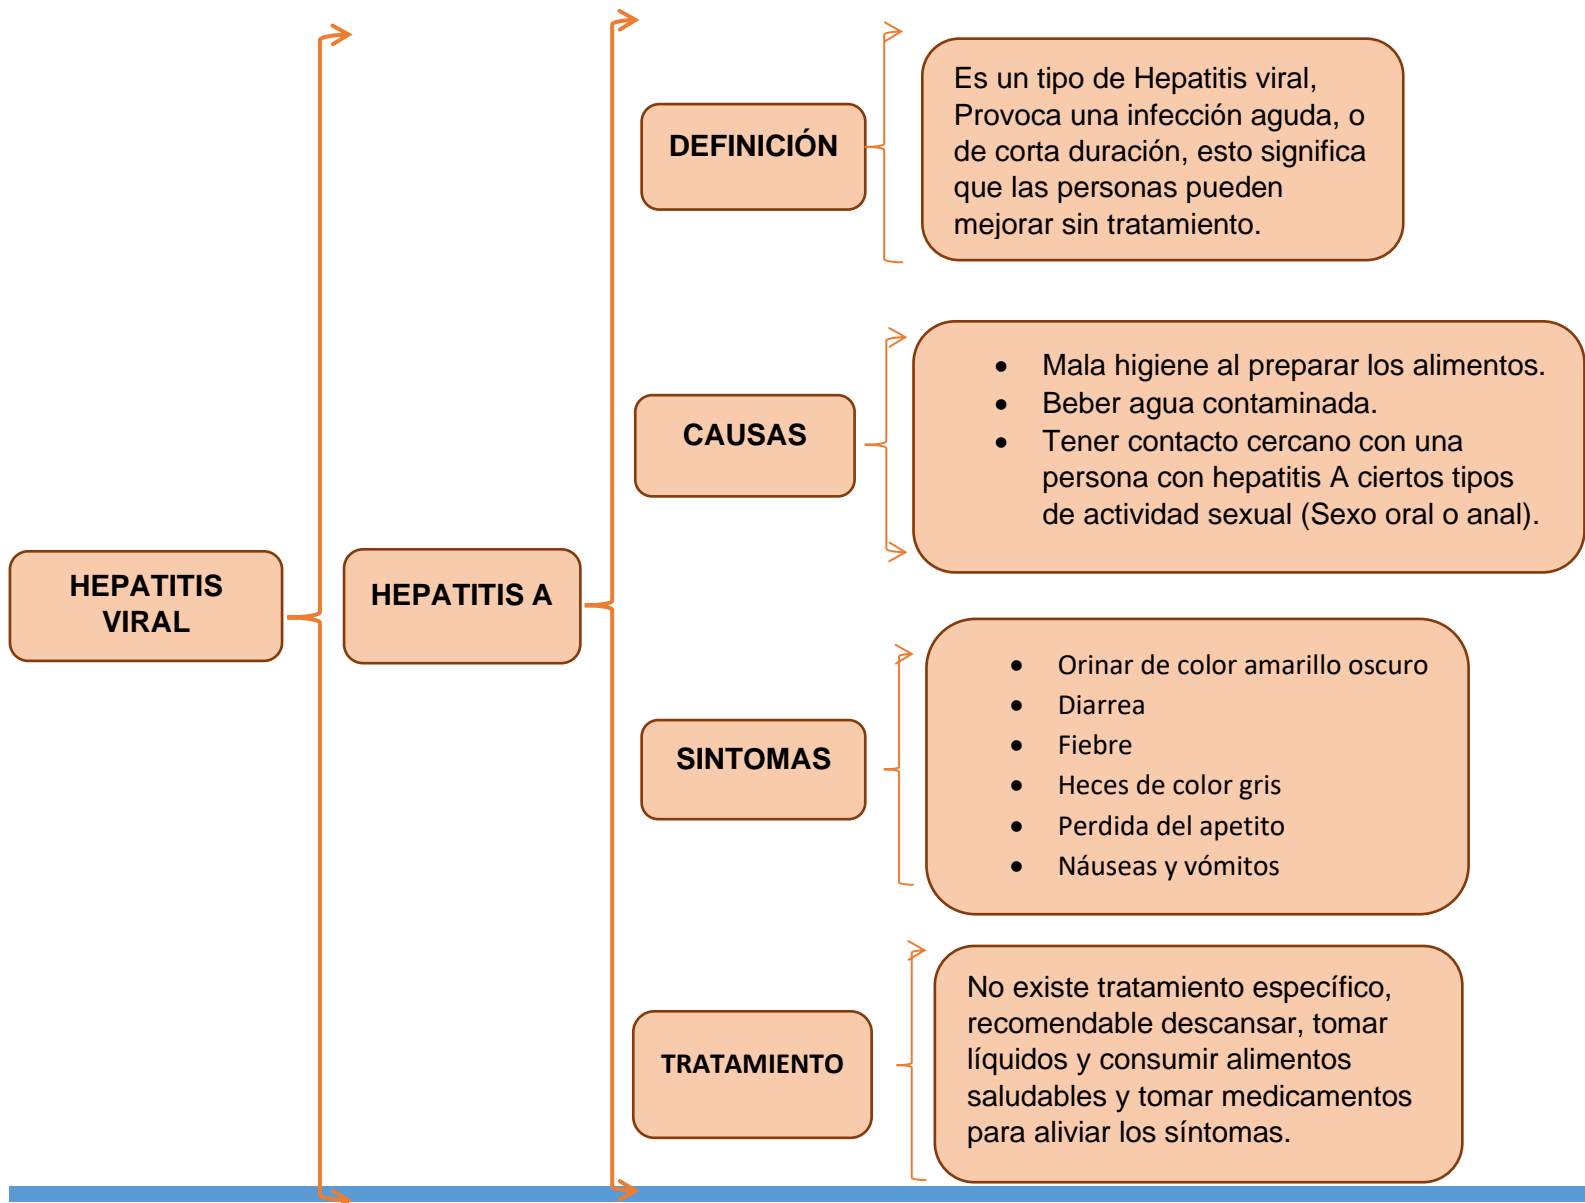 HEPATITIS
VIRAL
HEPATITIS A
DEFINICIÓN
Es un tipo de Hepatitis viral,
Provoca una infección aguda, o
de corta duración, esto significa
que las personas pueden
mejorar sin tratamiento.
CAUSAS
• Mala higiene al preparar los alimentos.
• Beber agua contaminada.
• Tener contacto cercano con una
persona con hepatitis A ciertos tipos
de actividad sexual (Sexo oral o anal).
SINTOMAS
• Orinar de color amarillo oscuro
• Diarrea
• Fiebre
• Heces de color gris
• Perdida del apetito
• Náuseas y vómitos
TRATAMIENTO
No existe tratamiento específico,
recomendable descansar, tomar
líquidos y consumir alimentos
saludables y tomar medicamentos
para aliviar los síntomas.